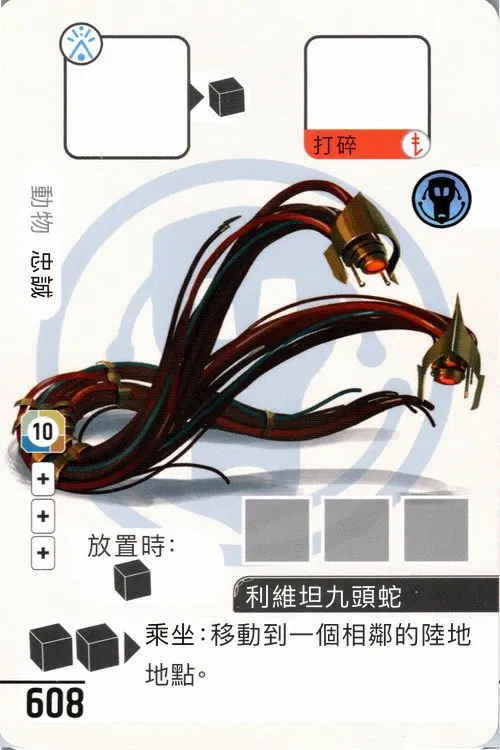 打碎
動物 忠誠
10
+
+
+
放置時：
利維坦九頭蛇
乘坐：移動到一個相鄰的陸地
地點。
608